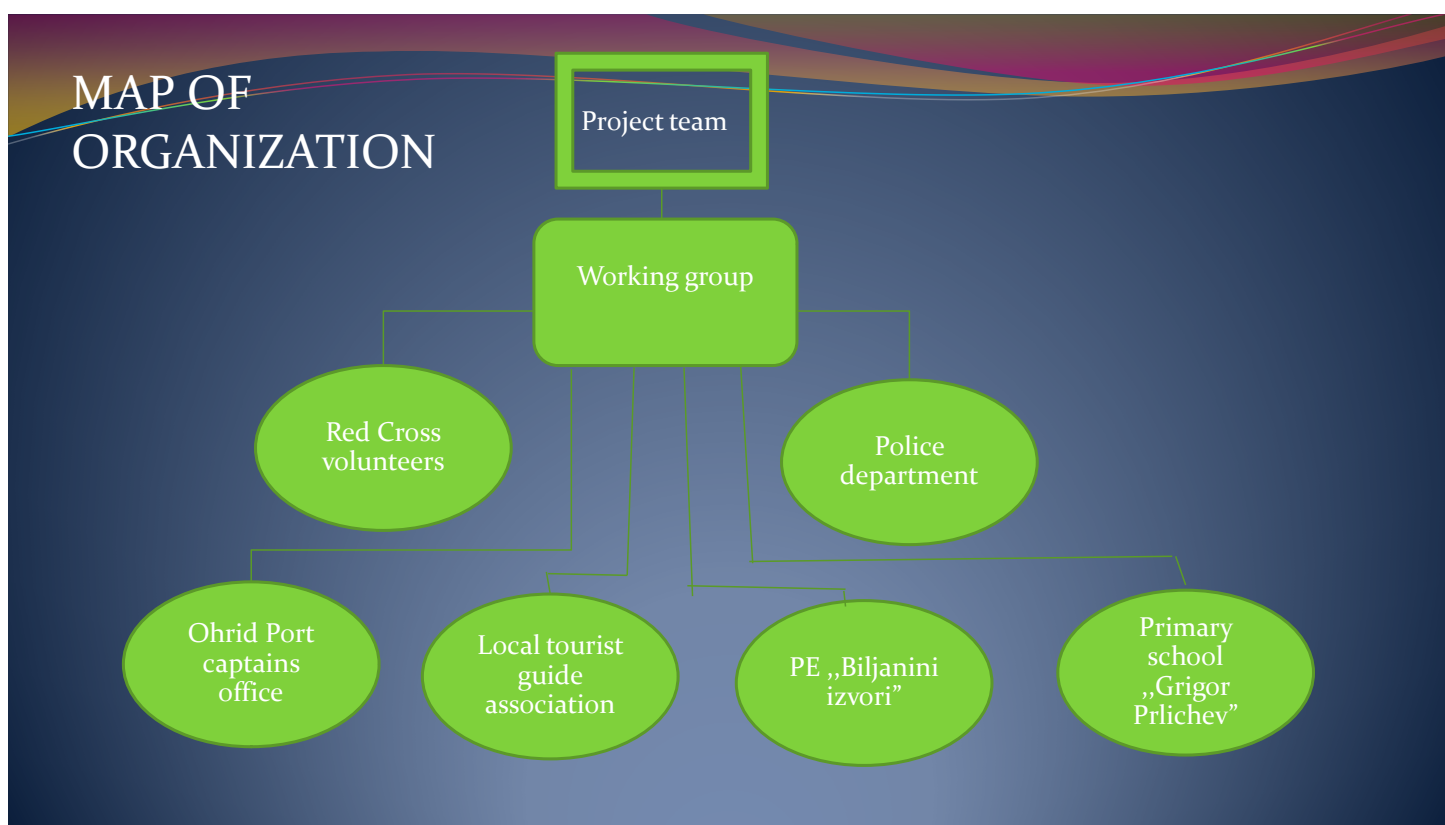 MAP OF
ORGANIZATION
Project team
Working group
Red Cross
volunteers
Police
department
Ohrid Port
captains
office
Local tourist
guide
association
PE ,,Biljanini
izvori”
Primary
school
,,Grigor
Prlichev”